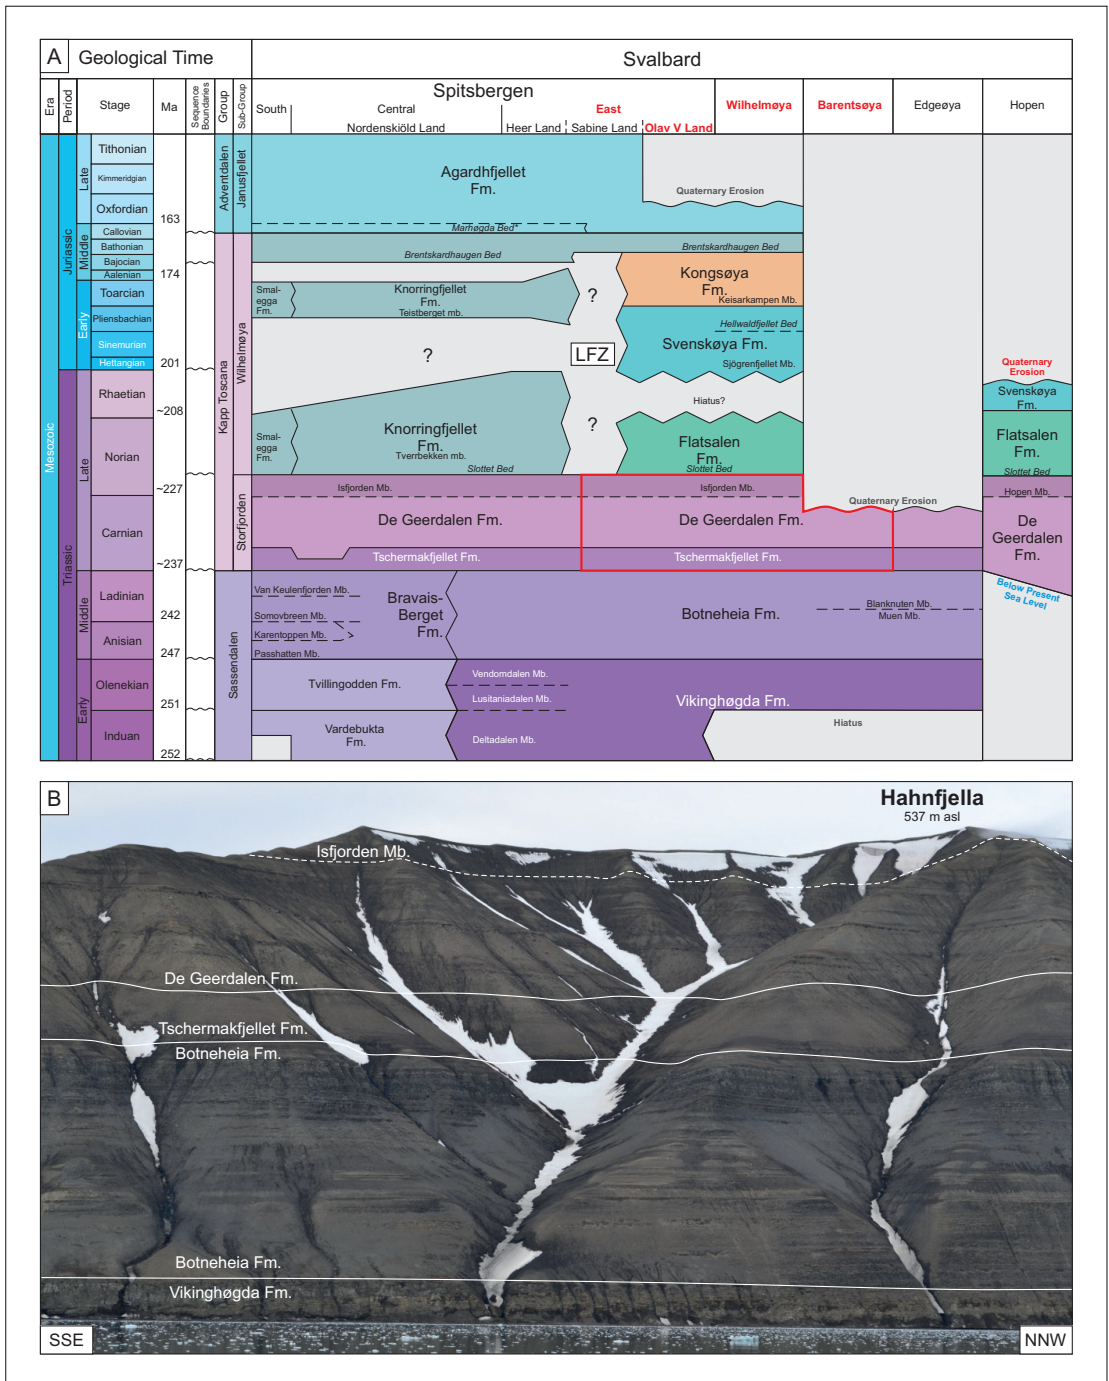 A
Geological Time
Svalbard
Era
Period
Stage
Ma
Sequence
Boundaries
Group
Sub-Group
Spitsbergen
South
Central
East
Wilhelmøya
Barentsøya
Edgeøya
Hopen
Nordenskiöld Land
Heer Land
Sabine Land
Olav V Land
Mesozoic
Juriassic
Triassic
Late
Middle
Early
Late
Middle
Early
Tithonian
Kimmeridgian
Oxfordian
163
Callovian
Bathonian
Bajocian
Aalenian
174
Toarcian
Pliensbachian
Sinemurian
Hettangian
201
Rhaetian
~208
Norian
~227
Carnian
~237
Ladinian
242
Anisian
247
Olenekian
251
Induan
252
Adventdalen
Janusfjellet
Kapp Toscana
Wilhelmøya
Storfjorden
Sassendalen
Agardhfjellet
Fm.
Quaternary Erosion
Marhøgda Bed*
Brentskardhaugen Bed
Brentskardhaugen Bed
Smal-
egga
Fm.
Knorringfjellet
Fm.
Teistberget mb.
?
Kongsøya
Fm.
Keisarkampen Mb.
Hellwaldfjellet Bed
Svenskøya Fm.
Sjögrenfjellet Mb.
?
LFZ
Hiatus?
Quaternary
Erosion
Svenskøya
Fm.
Smal-
egga
Fm.
Knorringfjellet
Fm.
Tverrbekken mb.
Slottet Bed
?
Flatsalen
Fm.
Slottet Bed
Flatsalen
Fm.
Slottet Bed
Isfjorden Mb.
Isfjorden Mb.
Quaternary Erosion
Hopen Mb.
De Geerdalen Fm.
De Geerdalen Fm.
De
Geerdalen
Fm.
Tschermakfjellet Fm.
Tschermakfjellet Fm.
Below Present
Sea Level
Van Keulenfjorden Mb.
Somovbreen Mb.
Karentoppen Mb.
Passhatten Mb.
Bravais-
Berget
Fm.
Botneheia Fm.
Blanknuten Mb.
Muen Mb.
Tvillingodden Fm.
Vendomdalen Mb.
Lusitaniadalen Mb.
Vikinghøgda Fm.
Vardebukta
Fm.
Deltadalen Mb.
Hiatus
B
Hahnfjella
537 m asl
Isfjorden Mb.
De Geerdalen Fm.
Tschermakfjellet Fm.
Botneheia Fm.
Botneheia Fm.
Vikinghøgda Fm.
SSE
NNW